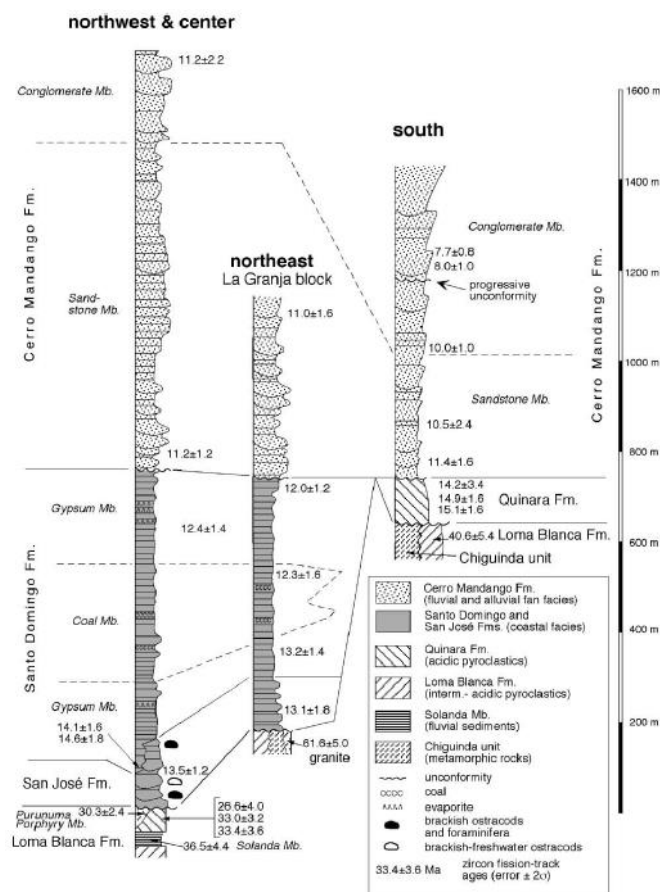 northwest & center
11.2±2.2
Conglomerate Mb.
Cerro Mandango Fm.
Sand-
stone Mb.
11.2±1.2
Gypsum Mb.
12.4±1.4
Santo Domingo Fm.
Coal Mb.
Gypsum Mb.
14.1±1.6
14.6±1.8
13.5±1.2
San José Fm.
30.3±2.4
Purunuma
Porphyry Mb.
26.6±4.0
33.0±3.2
33.4±3.6
Loma Blanca Fm.
36.5±4.4
Solanda Mb.
northeast
La Granja block
11.0±1.6
12.0±1.2
12.3±1.6
13.2±1.4
13.1±1.8
61.6±5.0
granite
south
Conglomerate Mb.
7.7±0.8
8.0±1.0
progressive
unconformity
10.0±1.0
Sandstone Mb.
10.5±2.4
11.4±1.6
14.2±3.4
14.9±1.6
15.1±1.6
Quinara Fm.
40.6±5.4
Loma Blanca Fm.
Chiguinda unit
Cerro Mandango Fm.
1600 m
1400 m
1200 m
1000 m
800 m
600 m
400 m
200 m
Cerro Mandango Fm.
(fluvial and alluvial fan facies)
Santo Domingo and
San José Fms. (coastal facies)
Quinara Fm.
(acidic pyroclastics)
Loma Blanca Fm.
(interm.- acidic pyroclastics)
Solanda Mb.
(fluvial sediments)
Chiguinda unit
(metamorphic rocks)
unconformity
coal
evaporite
brackish ostracods
and foraminifera
brackish-freshwater ostracods
33.4±3.6 Ma
zircon fission-track
ages (error ± 2σ)